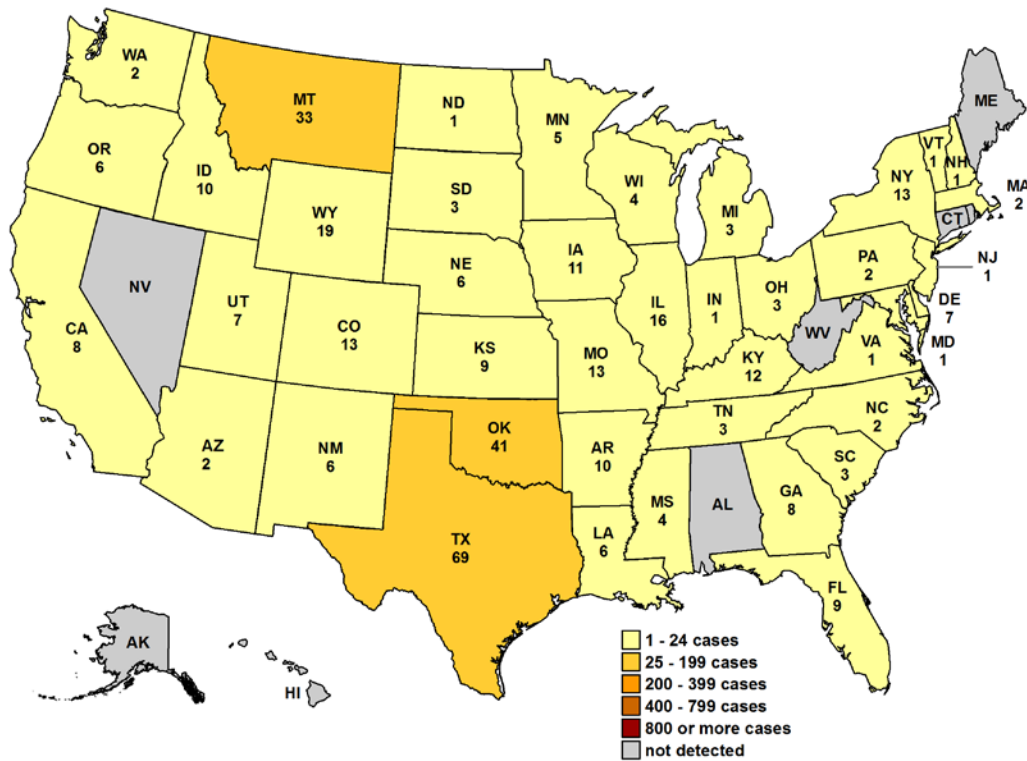 WA
2
MT
33
ND
1
MN
5
ME
OR
6
ID
10
WY
19
SD
3
WI
4
MI
3
NY
13
VT
1
NH
1
MA
2
NV
UT
7
CO
13
NE
6
IA
11
IL
16
IN
1
OH
3
PA
2
CT
NJ
1
DE
7
MD
1
CA
8
KS
9
MO
13
KY
12
WV
VA
1
AZ
2
NM
6
OK
41
AR
10
TN
3
NC
2
SC
3
TX
69
LA
6
MS
4
AL
GA
8
FL
9
AK
HI
1 - 24 cases
25 - 199 cases
200 - 399 cases
400 - 799 cases
800 or more cases
not detected